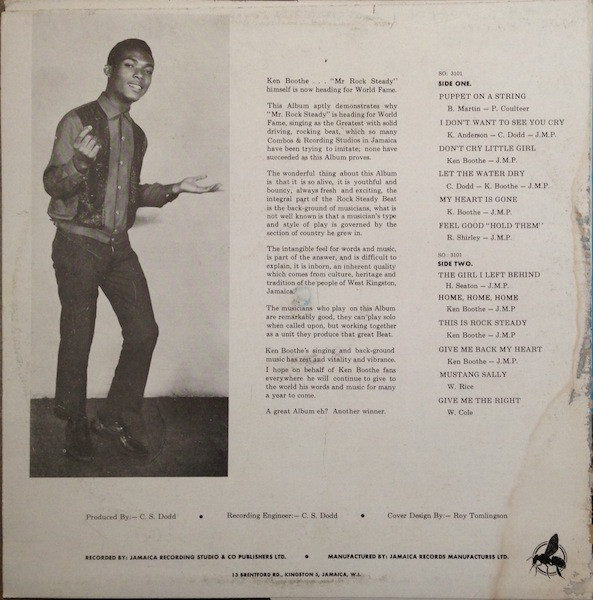 Ken Boothe . . . "Mr Rock Steady"
himself is now heading for World Fame.
This Album aptly demonstrates why
"Mr. Rock Steady" is heading for World
Fame, singing as the Greatest with solid
driving, rocking beat, which so many
Combos & Rcording Studios in Jamaica
have been trying to imitate; none have
succeeded as this Album proves.
The wonderful thing about this Album
is that it is so alive, it is youthful and
bouncy, always fresh and exciting, the
integral part of the Rock Steady Beat
is the back-ground of musicians, what is
not well known is that a musician's type
and style of play is governed by the
section of country he grew in.
The intangible feel for words and music,
is part of the answer, and is difficult to
explain, it is inborn, an inherent quality
which comes from culture, heritage and
tradition of the people of West Kingston,
Jamaica.
The musicians who play on this Album
are remarkably good, they can play solo
when called upon, but working together
as a unit they produce that great Beat.
Ken Boothe's singing and back-ground
music has zest and vitality and vibrance.
I hope on behalf of Ken Boothe fans
everywhere he will continue to give to
the world his words and music for many
a year to come.
A great Album eh? Another winner.
SO: 3101
SIDE ONE.
PUPPET ON A STRING
B. Martin – P. Coulteer
I DON'T WANT TO SEE YOU CRY
K. Anderson – C. Dodd – J.M.P.
DON'T CRY LITTLE GIRL
Ken Boothe – J.M.P.
LET THE WATER DRY
C. Dodd – K. Boothe – J.M.P.
MY HEART IS GONE
K. Boothe – J.M.P.
FEEL GOOD "HOLD THEM"
R. Shirley – J.M.P.
SO: 3101
SIDE TWO.
THE GIRL I LEFT BEHIND
H. Seaton – J.M.P.
HOME, HOME, HOME
Ken Boothe – J.M.P
THIS IS ROCK STEADY
Ken Boothe – J.M.P.
GIVE ME BACK MY HEART
Ken Boothe – J.M.P.
MUSTANG SALLY
W. Rice
GIVE ME THE RIGHT
W. Cole
Produced By:– C. S. Dodd • Recording Enginser:– C. S. Dodd • Cover Design By:– Roy Tomlingson
RECORDED BY: JAMAICA RECORDING STUDIO & CO PUBLISHERS LTD. • MANUFACTURED BY: JAMAICA RECORDS MANUFACTURES LTD.
13 BRENTFORD RD., KINGSTON 5, JAMAICA, W.I.